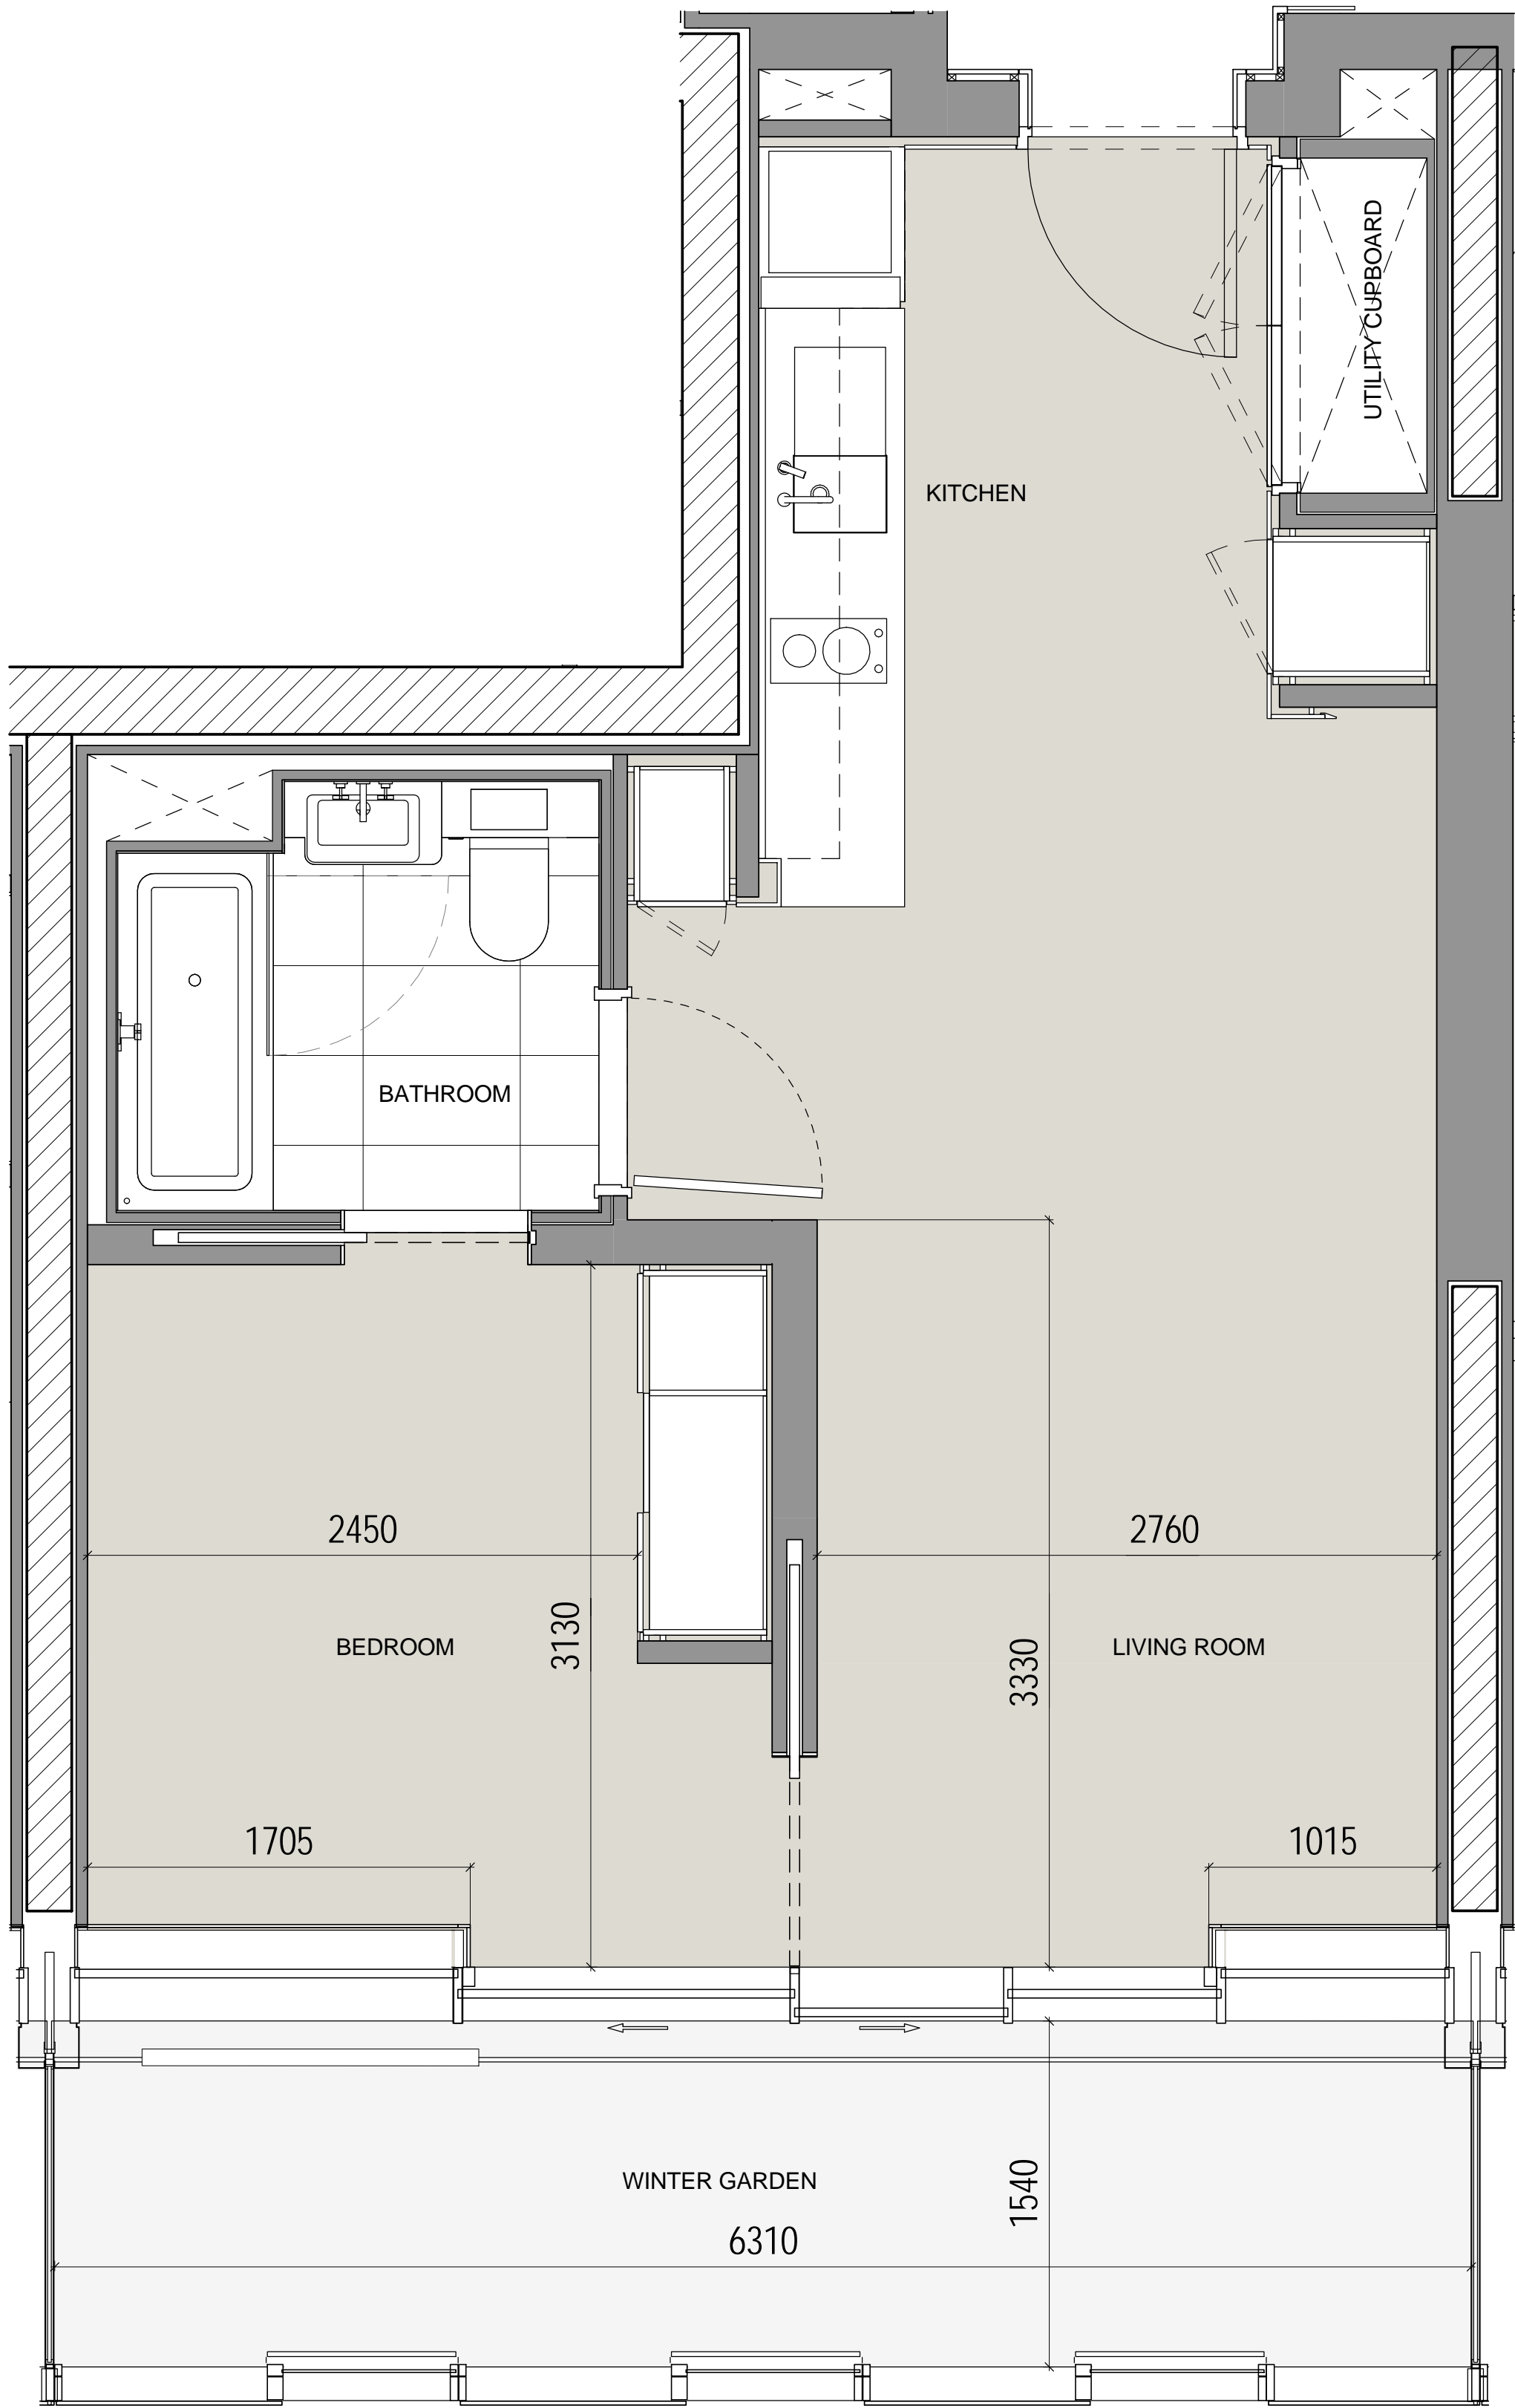 UTILITY CUPBOARD
KITCHEN
BATHROOM
2450
2760
3130
BEDROOM
3330
LIVING ROOM
1705
1015
WINTER GARDEN
1540
6310